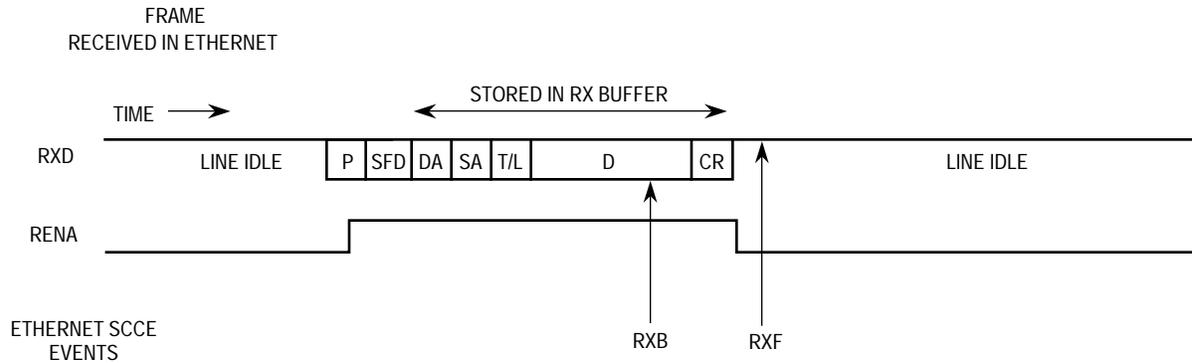 FRAME
RECEIVED IN ETHERNET
STORED IN RX BUFFER
TIME
RXD
LINE IDLE
P
SFD
DA
SA
T/L
D
CR
LINE IDLE
RENA
ETHERNET SCCE
EVENTS
RXB
RXF